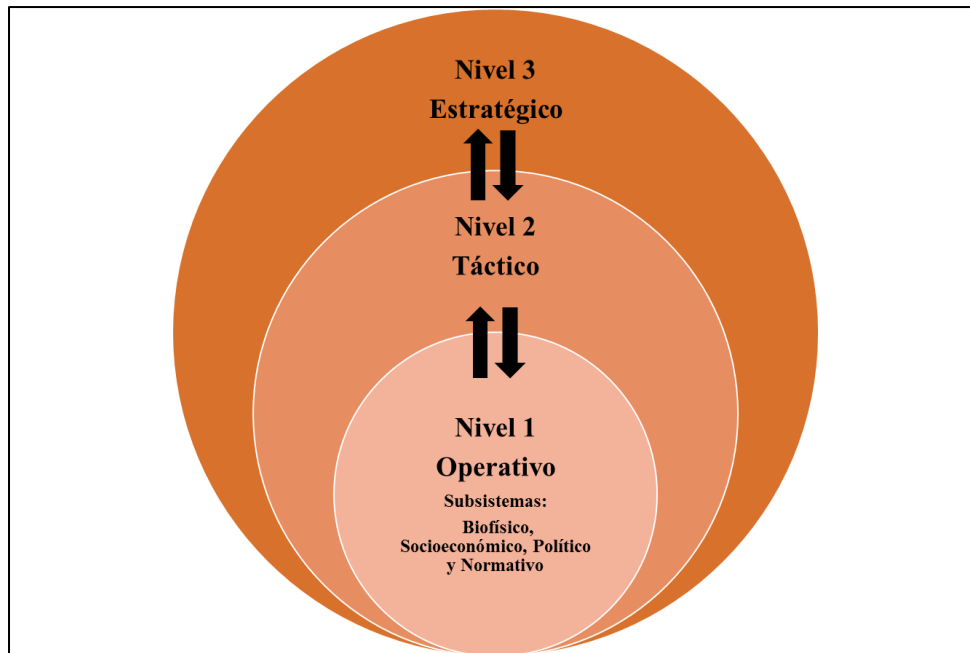 Nivel 3
Estratégico
Nivel 2
Táctico
Nivel 1
Operativo
Subsistemas:
Biofísico,
Socioeconómico, Político
y Normativo